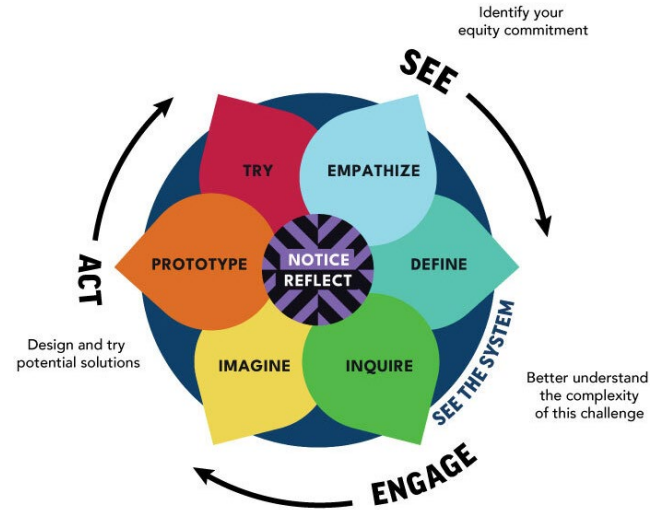 Identify your
equity commitment
SEE
TRY
EMPATHIZE
NOTICE
REFLECT
PROTOTYPE
DEFINE
ACT
Design and try
potential solutions
IMAGINE
INQUIRE
SEE THE SYSTEM
Better understand
the complexity
of this challenge
ENGAGE